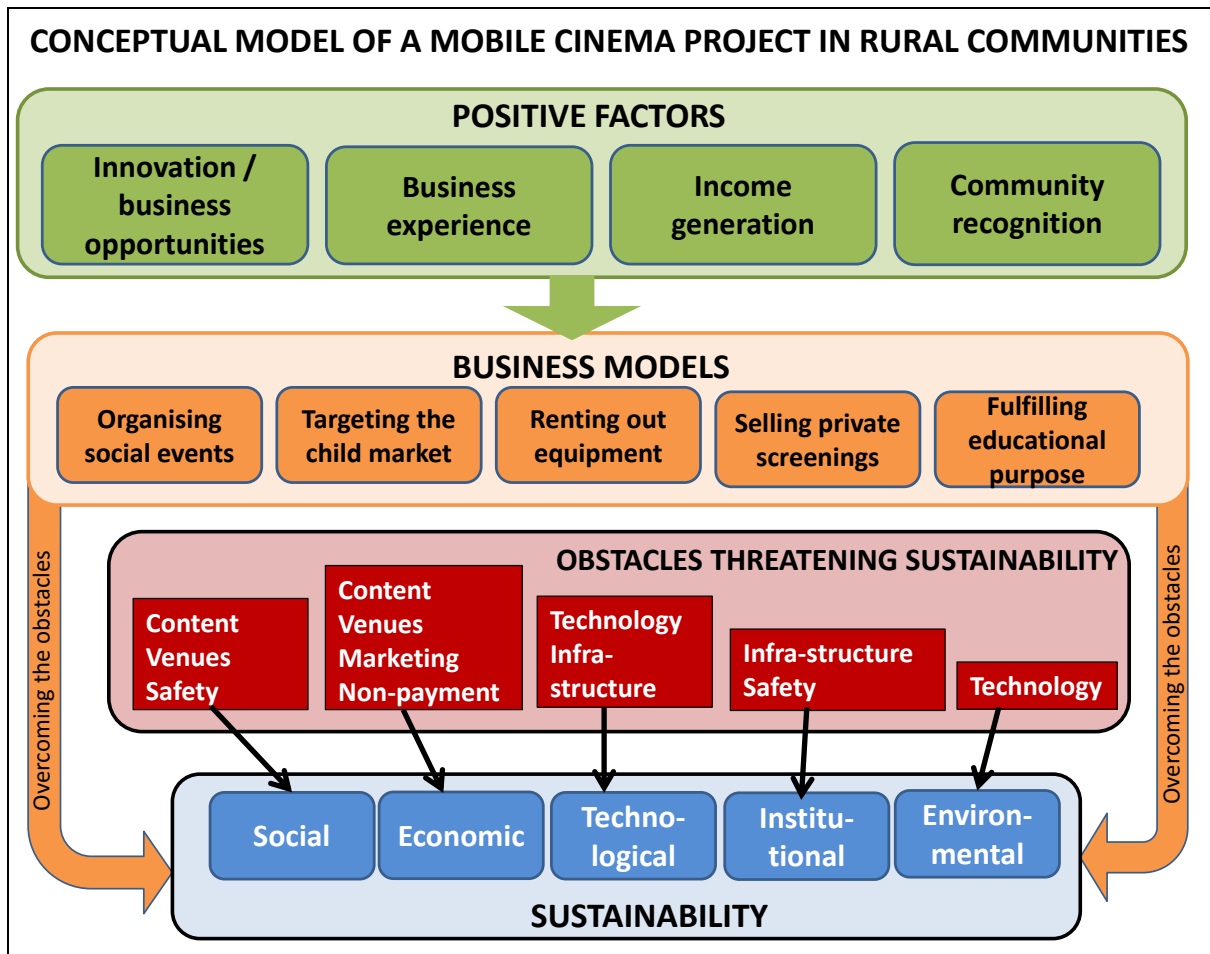 CONCEPTUAL MODEL OF A MOBILE CINEMA PROJECT IN RURAL COMMUNITIES
POSITIVE FACTORS
Innovation /
business
opportunities
Business
experience
Income
generation
Community
recognition
BUSINESS MODELS
Organising
social events
Targeting the
child market
Renting out
equipment
Selling private
screenings
Fulfilling
educational
purpose
Overcoming the obstacles
OBSTACLES THREATENING SUSTAINABILITY
Content
Venues
Safety
Content
Venues
Marketing
Non-payment
Technology
Infra-
structure
Infra-structure
Safety
Technology
Overcoming the obstacles
Social
Economic
Techno-
logical
Institu-
tional
Environ-
mental
SUSTAINABILITY